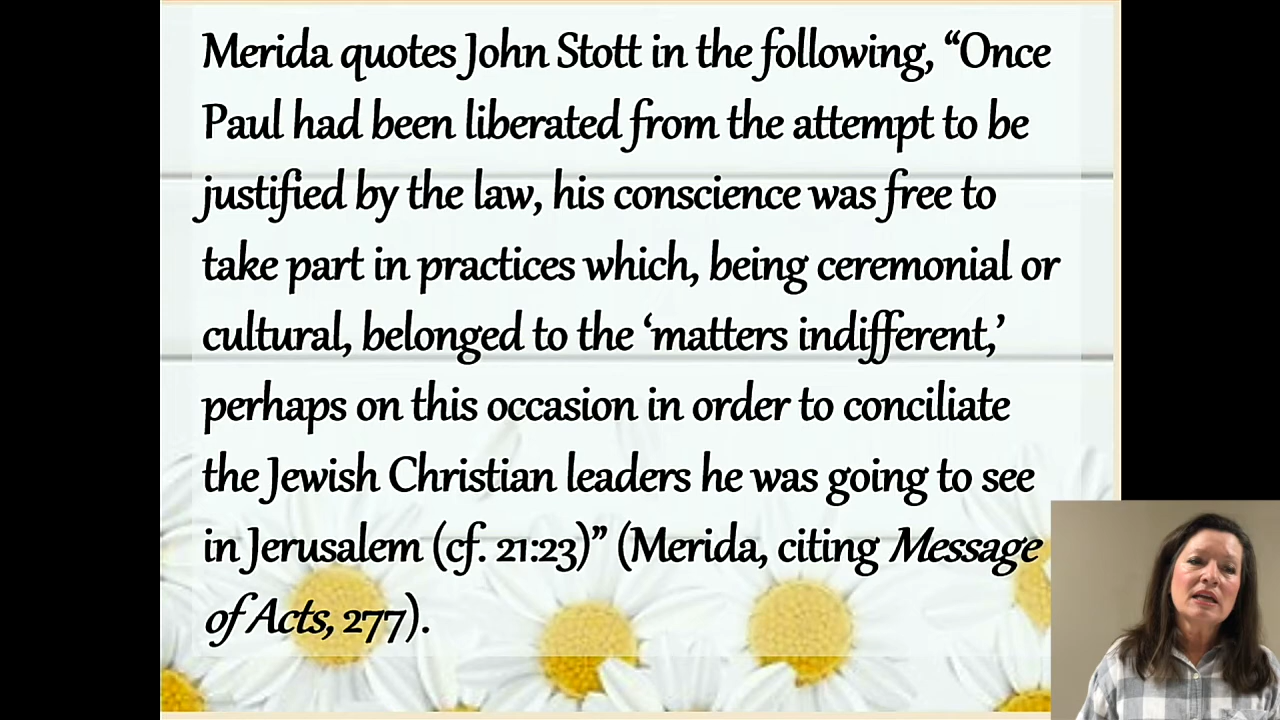 Merida quotes John Stott in the following, “Once
Paul had been liberated from the attempt to be
justified by the law, his conscience was free to
take part in practices which, being ceremonial or
cultural, belonged to the ‘matters indifferent,’
perhaps on this occasion in order to conciliate
the Jewish Christian leaders he was going to see
in Jerusalem (cf. 21:23)” (Merida, citing Message
of Acts, 277).